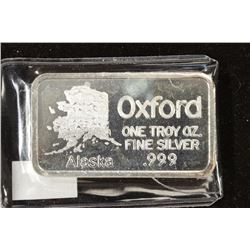 Oxford
ONE TROY OZ.
FINE SILVER
Alaska .999